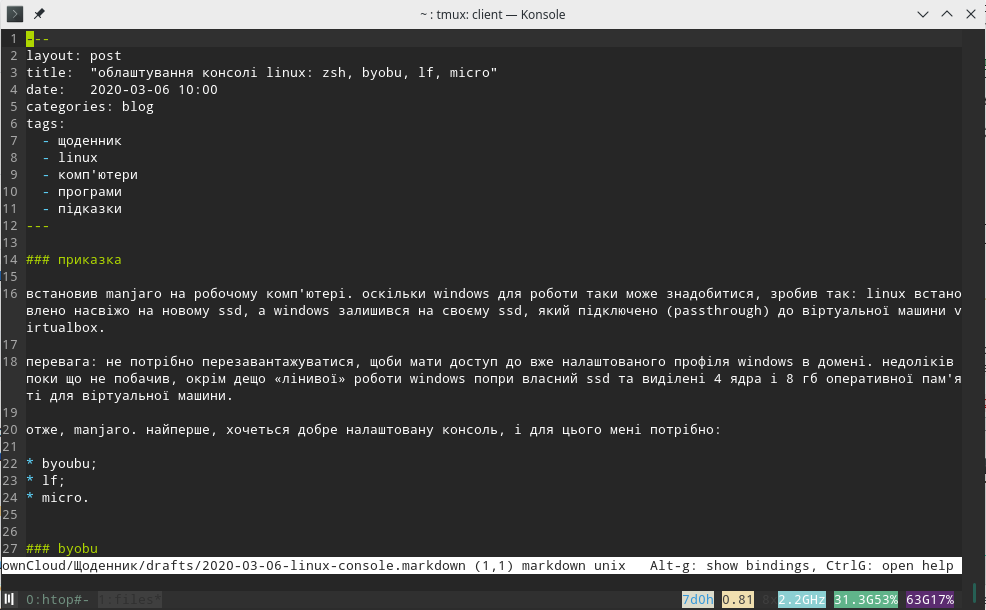 ~ : tmux: client — Konsole
1 ---
2 layout: post
3 title:  "облаштування консолі linux: zsh, byobu, lf, micro"
4 date:   2020-03-06 10:00
5 categories: blog
6 tags:
7   - щоденник
8   - linux
9   - комп'ютери
10   - програми
11   - підказки
12 ---
13
14 ### приказка
15
16 встановив manjaro на робочому комп'ютері. оскільки windows для роботи таки може знадобитися, зробив так: linux встано
влено насвіжо на новому ssd, а windows залишився на своєму ssd, який підключено (passthrough) до віртуальної машини v
irtualbox.
17
18 перевага: не потрібно перезавантажуватися, щоби мати доступ до вже налаштованого профіля windows в домені. недоліків
поки що не побачив, окрім дещо «лінивої» роботи windows попри власний ssd та виділені 4 ядра і 8 гб оперативної пам'я
ті для віртуальної машини.
19
20 отже, manjaro. найперше, хочеться добре налаштовану консоль, і для цього мені потрібно:
21
22 * byoubu;
23 * lf;
24 * micro.
25
26
27 ### byobu
ownCloud/Щоденник/drafts/2020-03-06-linux-console.markdown (1,1) markdown unix   Alt-g: show bindings, CtrlG: open help
0:htop#- 1:files* 7d0h 0.81 8x2.2GHz 31.3G53% 63G17%